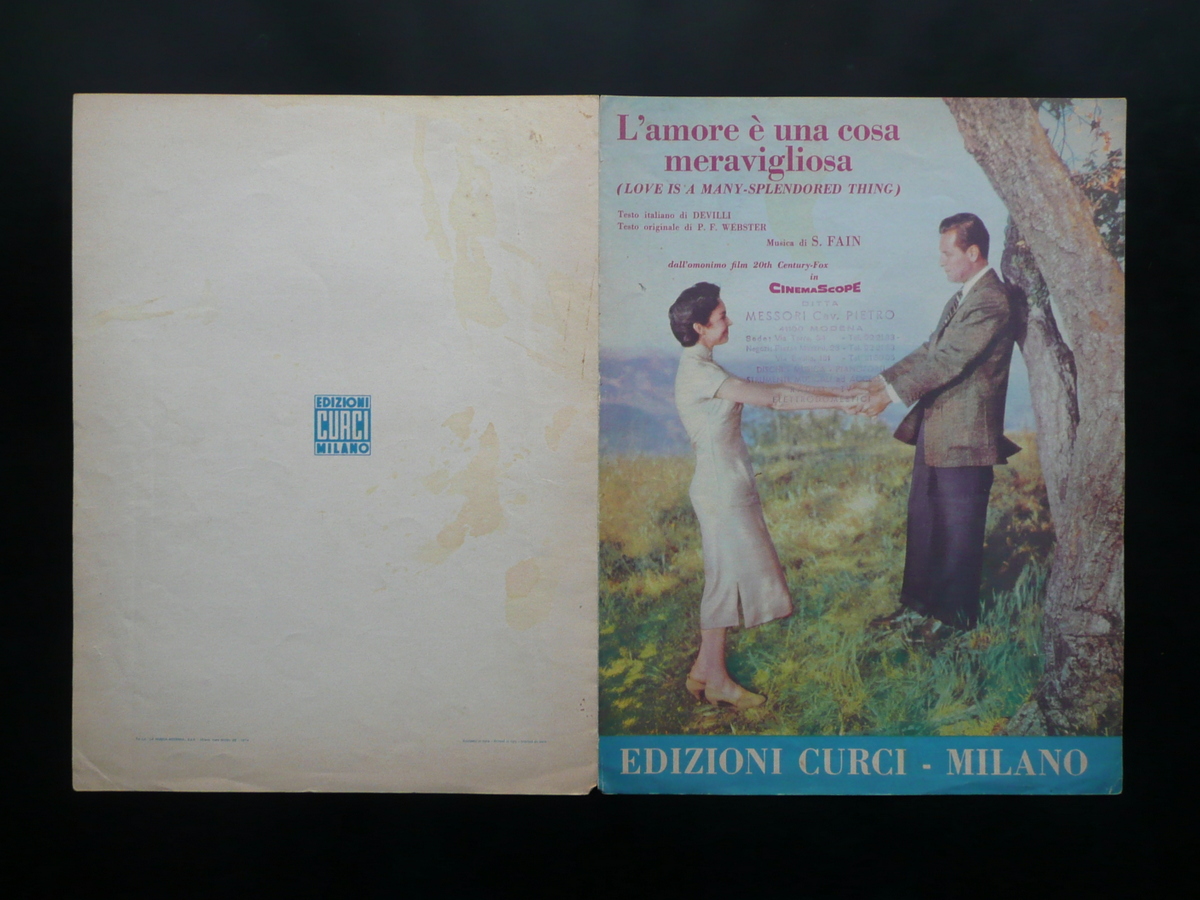 EDIZIONI
CURCI
MILANO
L'amore è una cosa
meravigliosa
(LOVE IS A MANY-SPLENDORED THING)
Testo italiano di DEVILLI
Testo originale di P. F. WEBSTER
Musica di S. FAIN
dall'omonimo film 20th Century-Fox
in
CINEMASCOPE
DITTA
MESSORI Cav. PIETRO
MODENA
EDIZIONI CURCI - MILANO